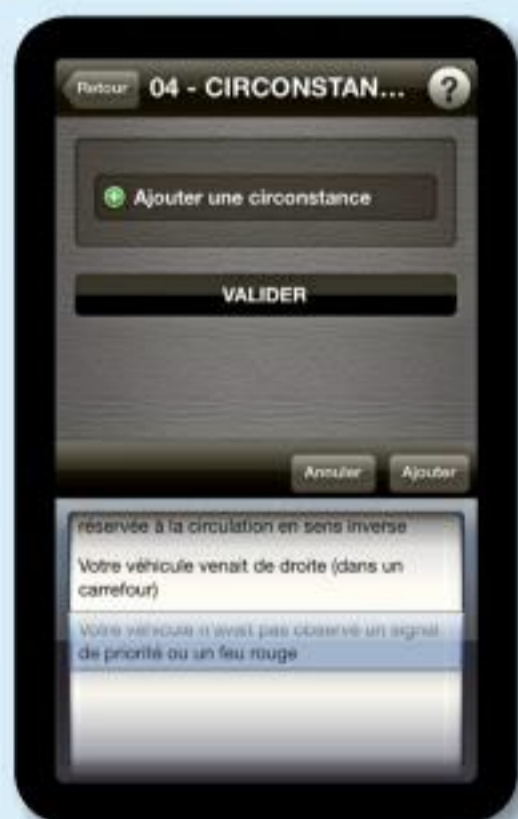 Retour 04 - CIRCONSTAN... ?
Ajouter une circonstance
VALIDER
Annuler Ajouter
réservée à la circulation en sens inverse
Votre véhicule venait de droite (dans un
carrefour)
Votre véhicule n'avait pas observé un signal
de priorité ou un feu rouge